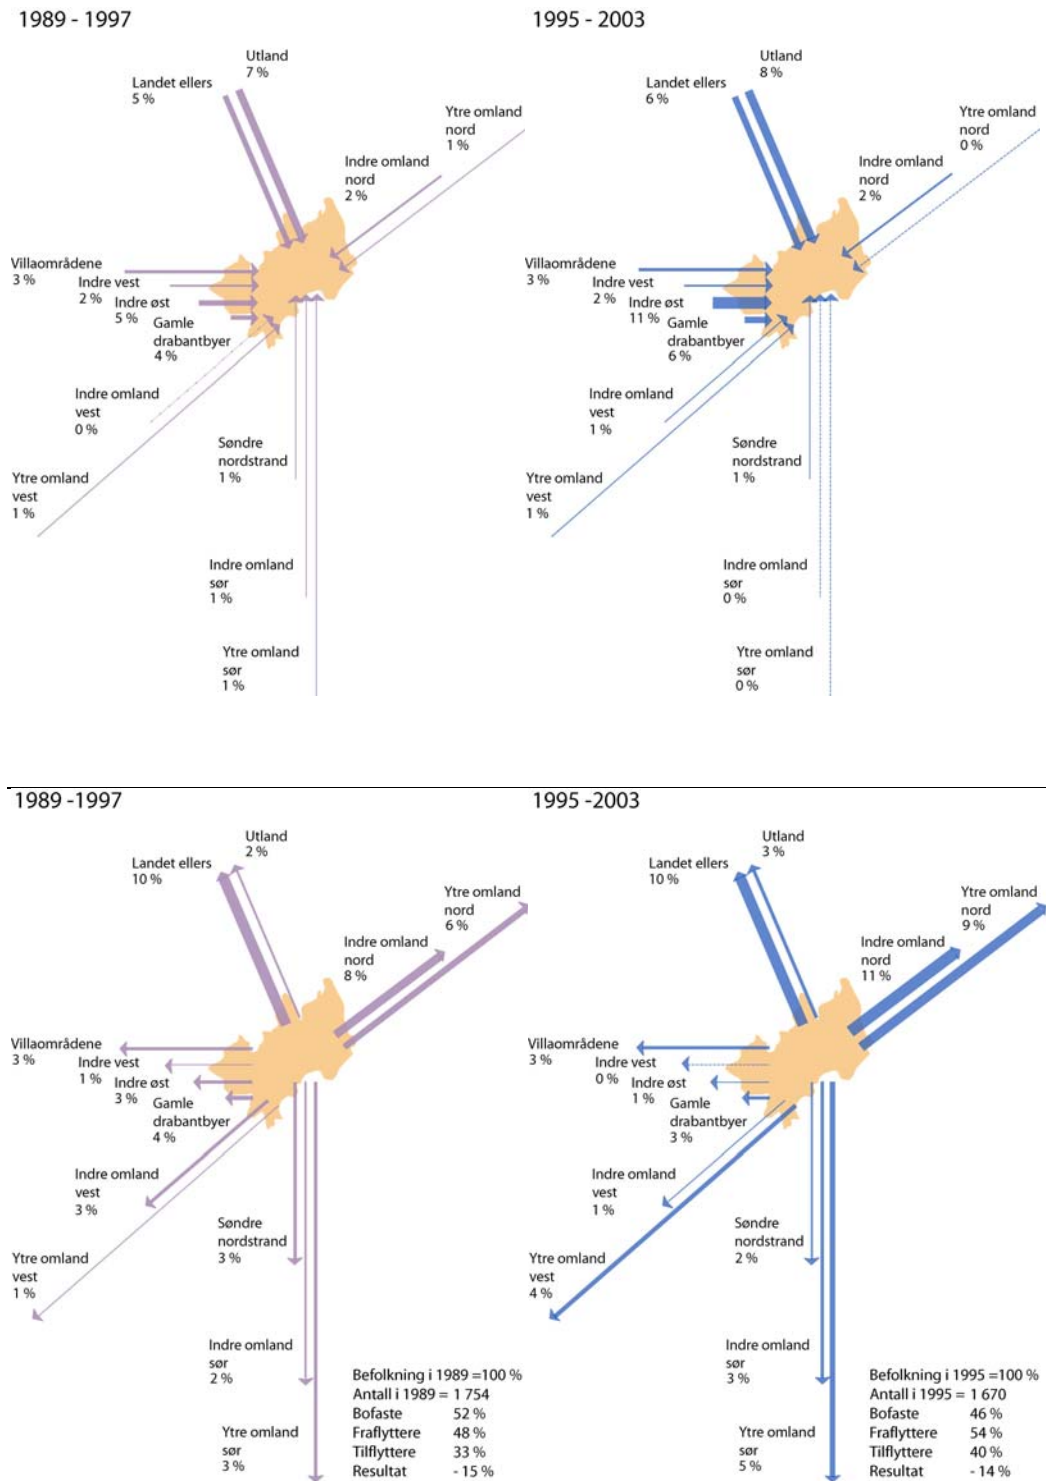 1989 - 1997
Utland
7 %
Landet ellers
5 %
Ytre omland
nord
1 %
Indre omland
nord
2 %
Villaområdene
3 %
Indre vest
2 %
Indre øst
5 %
Gamle
drabantbyer
4 %
Indre omland
vest
0 %
Søndre
nordstrand
1 %
Ytre omland
vest
1 %
Indre omland
sør
1 %
Ytre omland
sør
1 %
1995 - 2003
Utland
8 %
Landet ellers
6 %
Ytre omland
nord
0 %
Indre omland
nord
2 %
Villaområdene
3 %
Indre vest
2 %
Indre øst
11 %
Gamle
drabantbyer
6 %
Indre omland
vest
1 %
Søndre
nordstrand
1 %
Ytre omland
vest
1 %
Indre omland
sør
0 %
Ytre omland
sør
0 %
1989 -1997
Utland
2 %
Landet ellers
10 %
Ytre omland
nord
6 %
Indre omland
nord
8 %
Villaområdene
3 %
Indre vest
1 %
Indre øst
3 %
Gamle
drabantbyer
4 %
Indre omland
vest
3 %
Søndre
nordstrand
3 %
Ytre omland
vest
1 %
Indre omland
sør
2 %
Ytre omland
sør
3 %
Befolkning i 1989 =100 %
Antall i 1989 = 1 754
Bofaste 52 %
Fraflyttere 48 %
Tilflyttere 33 %
Resultat - 15 %
1995 -2003
Utland
3 %
Landet ellers
10 %
Ytre omland
nord
9 %
Indre omland
nord
11 %
Villaområdene
3 %
Indre vest
0 %
Indre øst
1 %
Gamle
drabantbyer
3 %
Indre omland
vest
1 %
Søndre
nordstrand
2 %
Ytre omland
vest
4 %
Indre omland
sør
3 %
Ytre omland
sør
5 %
Befolkning i 1995 =100 %
Antall i 1995 = 1 670
Bofaste 46 %
Fraflyttere 54 %
Tilflyttere 40 %
Resultat - 14 %